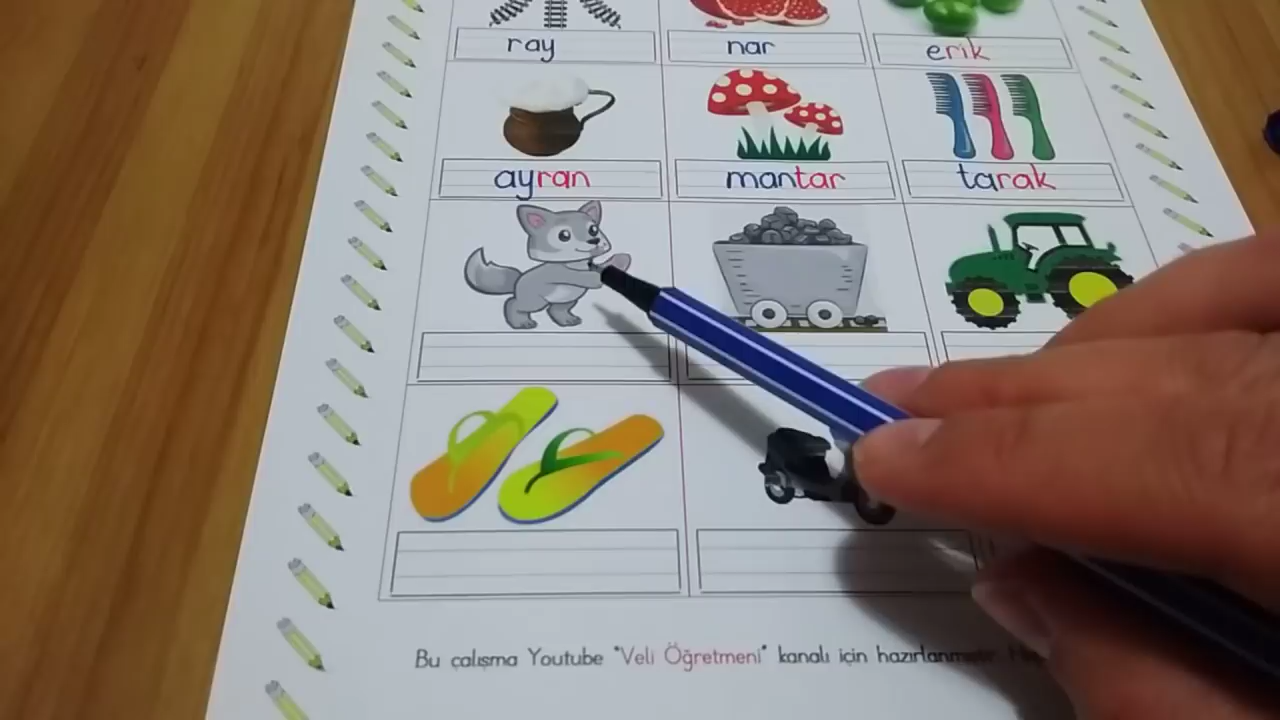 ray nar erik
ayran mantar tarak
Bu çalışma Youtube "Veli Öğretmeni" kanalı için hazırlanmıştır.